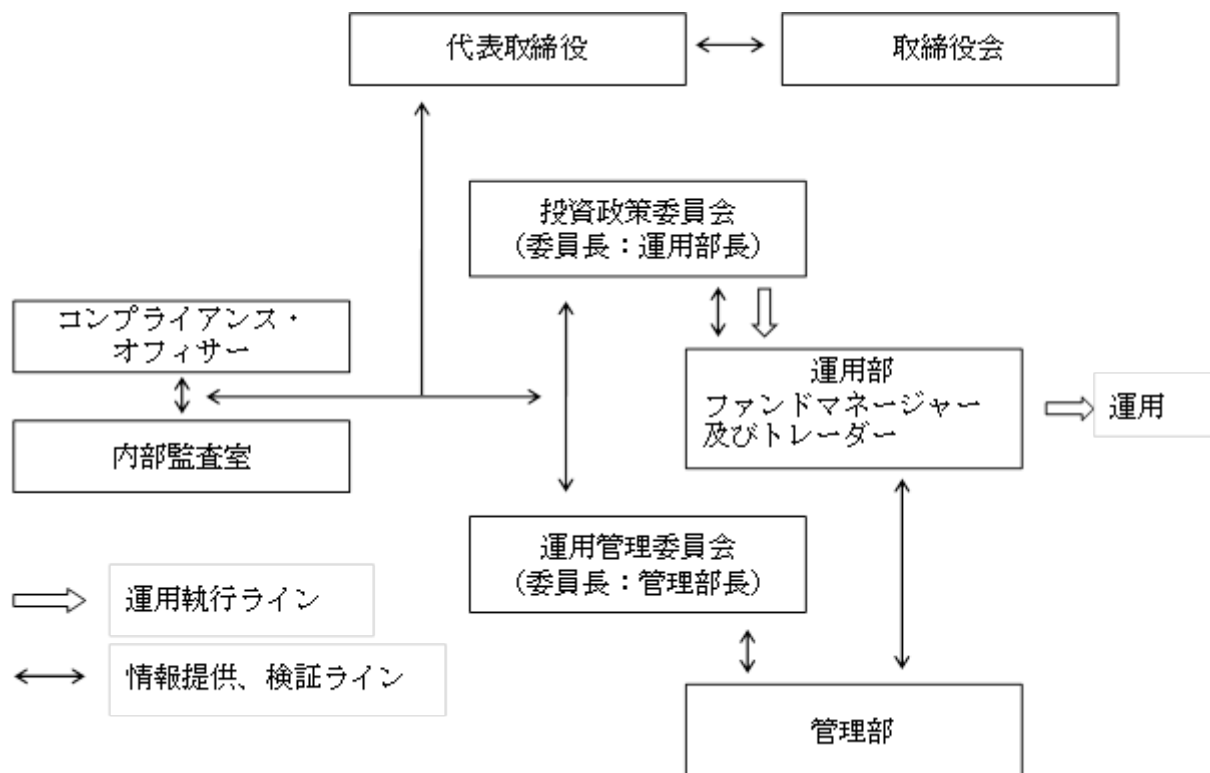 代表取締役
取締役会
投資政策委員会
(委員長：運用部長)
コンプライアンス・
オフィサー
運用部
ファンドマネージャー
及びトレーダー
運用
内部監査室
運用管理委員会
(委員長：管理部長)
運用執行ライン
情報提供、検証ライン
管理部